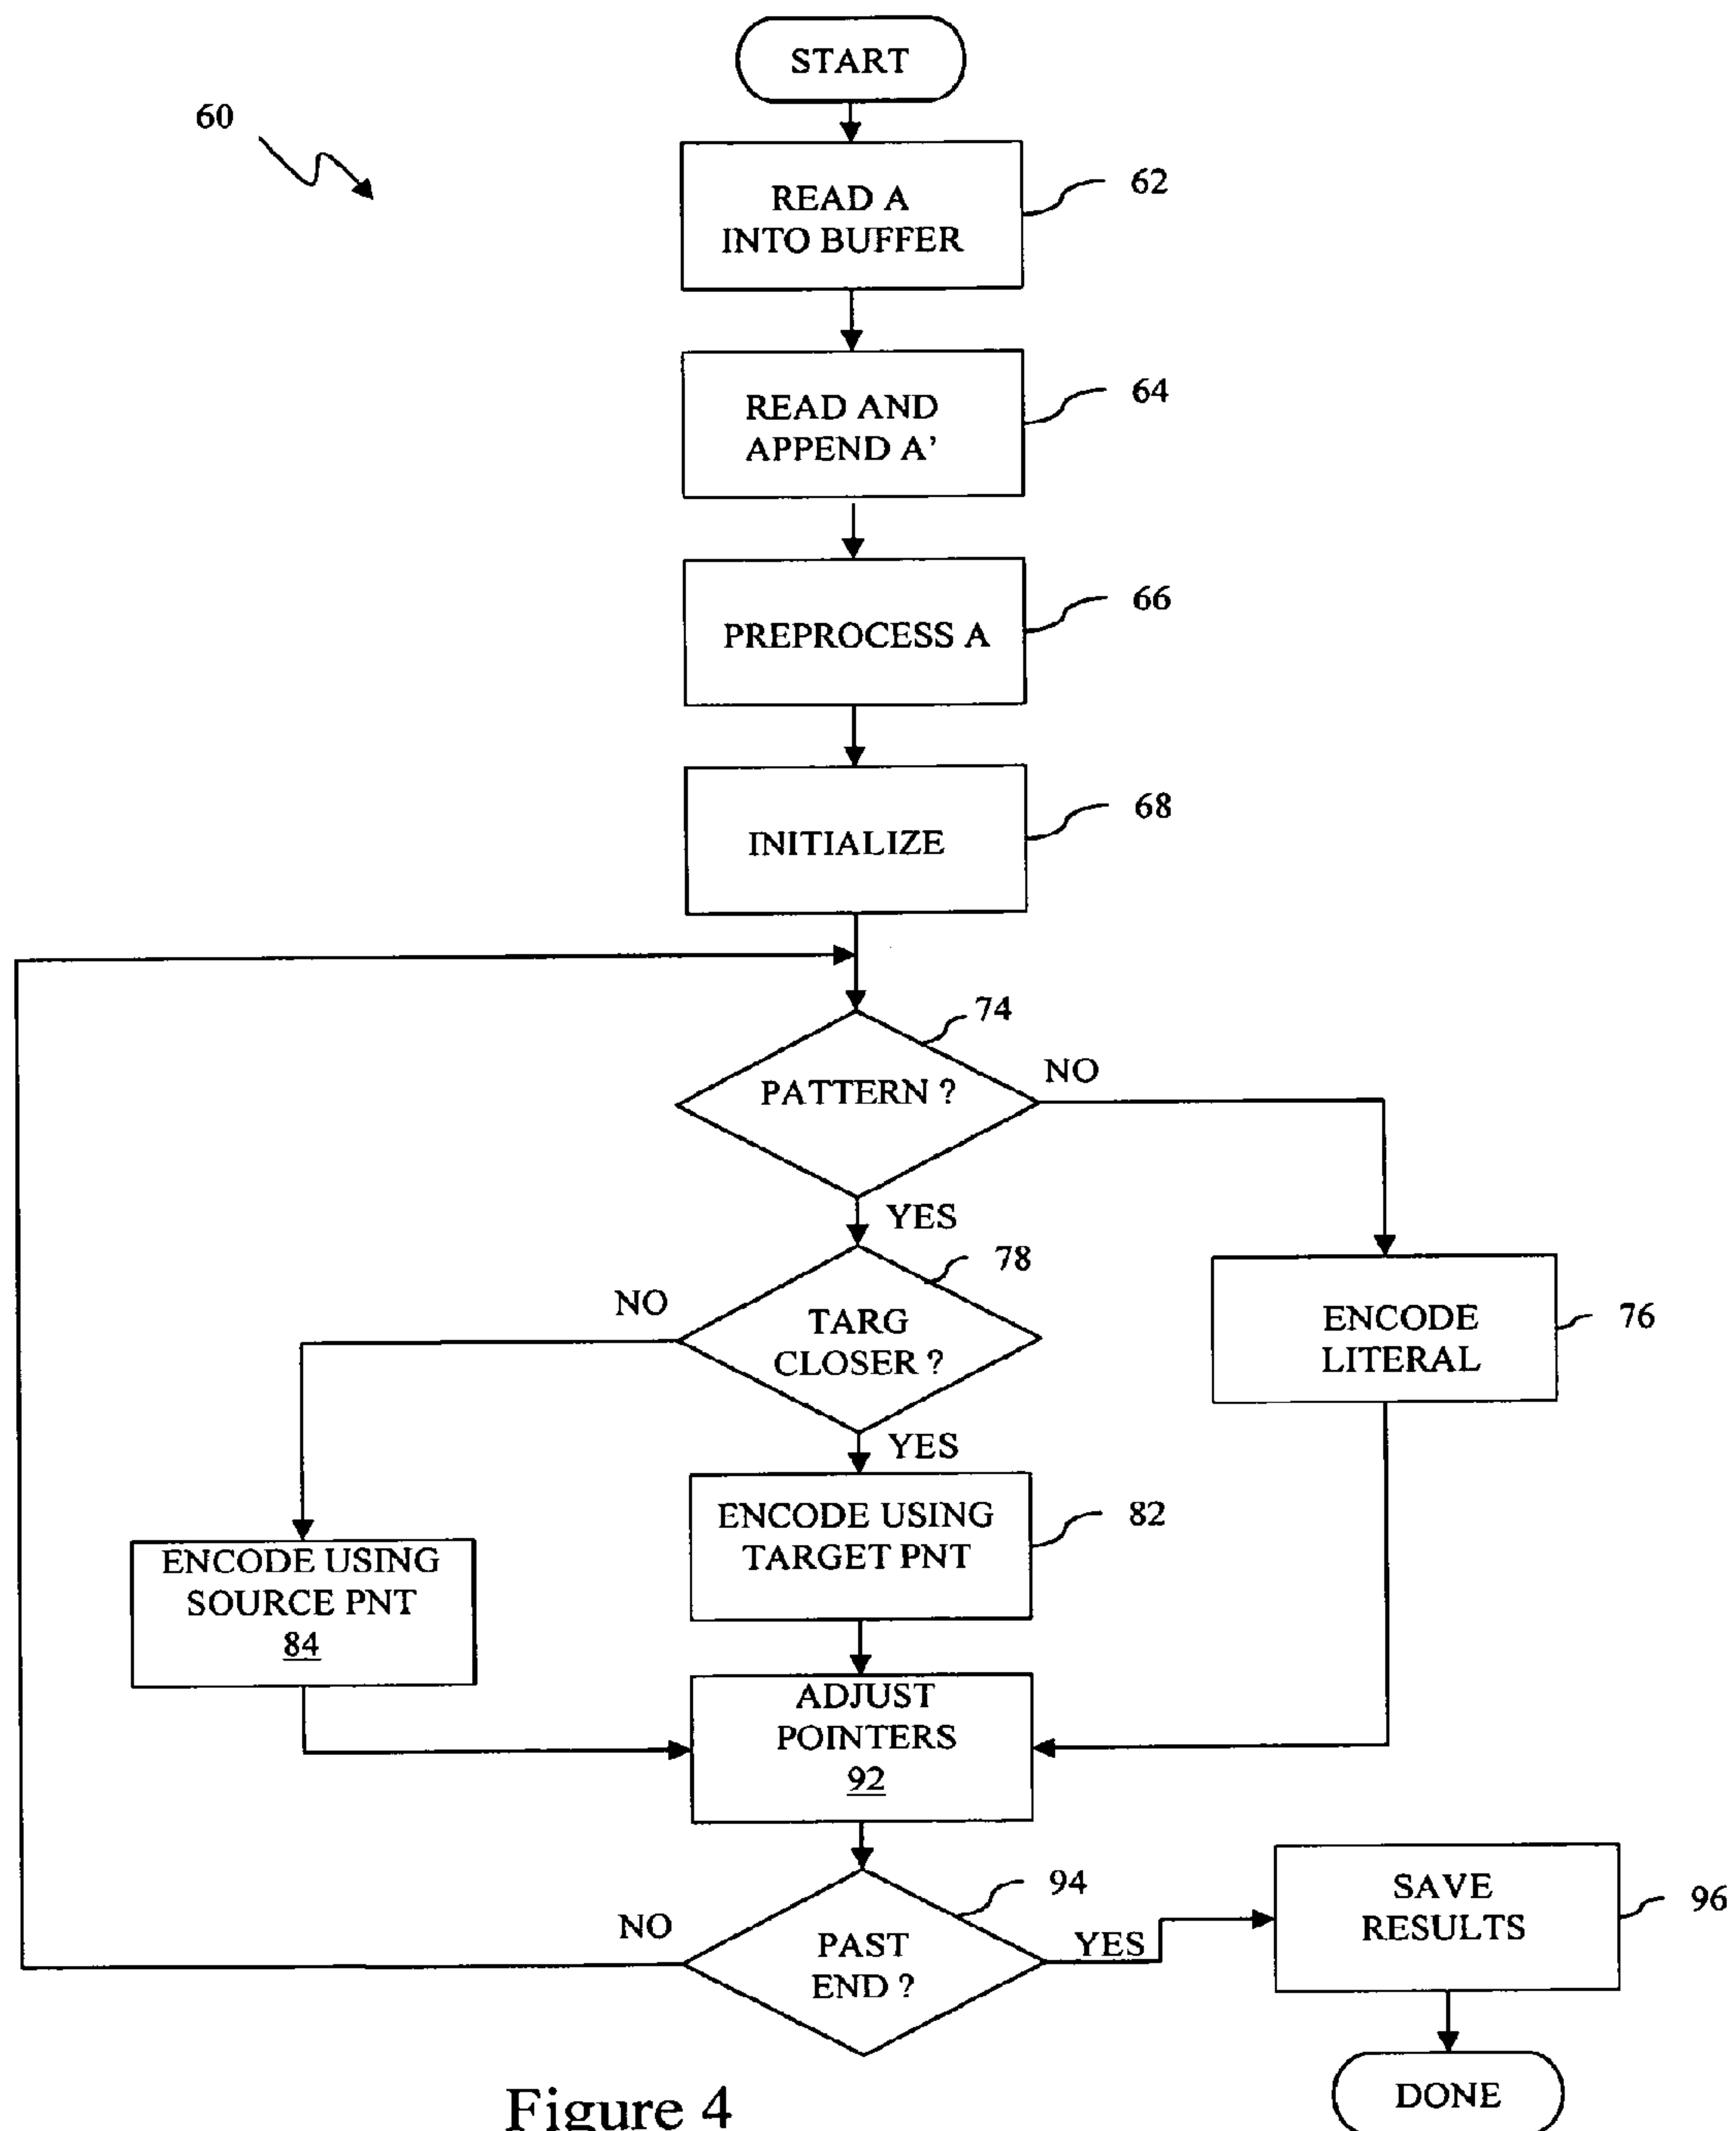 START
60
62
READ A
INTO BUFFER
64
READ AND
APPEND A'
66
PREPROCESS A
68
INITIALIZE
74
PATTERN ?
NO
YES
78
NO
TARG
CLOSER ?
ENCODE
LITERAL
76
YES
ENCODE USING
TARGET PNT
82
ENCODE USING
SOURCE PNT
84
ADJUST
POINTERS
92
94
NO
PAST
END ?
YES
SAVE
RESULTS
96
DONE
Figure 4